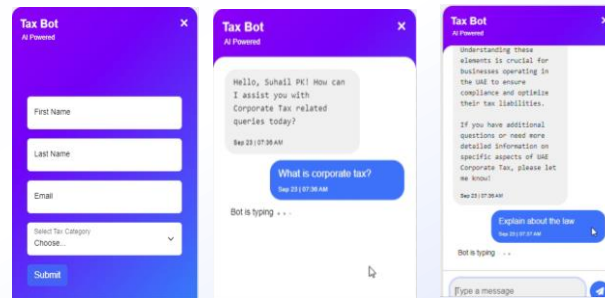 Tax Bot
×
AI Powered
First Name
Last Name
Email
Select Tax Category
Choose...
Submit
Tax Bot
×
AI Powered
Hello, Suhail PK! How can
I assist you with
Corporate Tax related
queries today?
Sep 23 | 07:36 AM
What is corporate tax?
Sep 23 | 07:36 AM
Bot is typing . . .
Tax Bot
×
AI Powered
Understanding these
elements is crucial for
businesses operating in
the UAE to ensure
compliance and optimize
their tax liabilities.
If you have additional
questions or need more
detailed information on
specific aspects of UAE
Corporate Tax, please let
me know!
Sep 23 | 07:36 AM
Explain about the law
Sep 23 | 07:37 AM
Bot is typing . .
Type a message